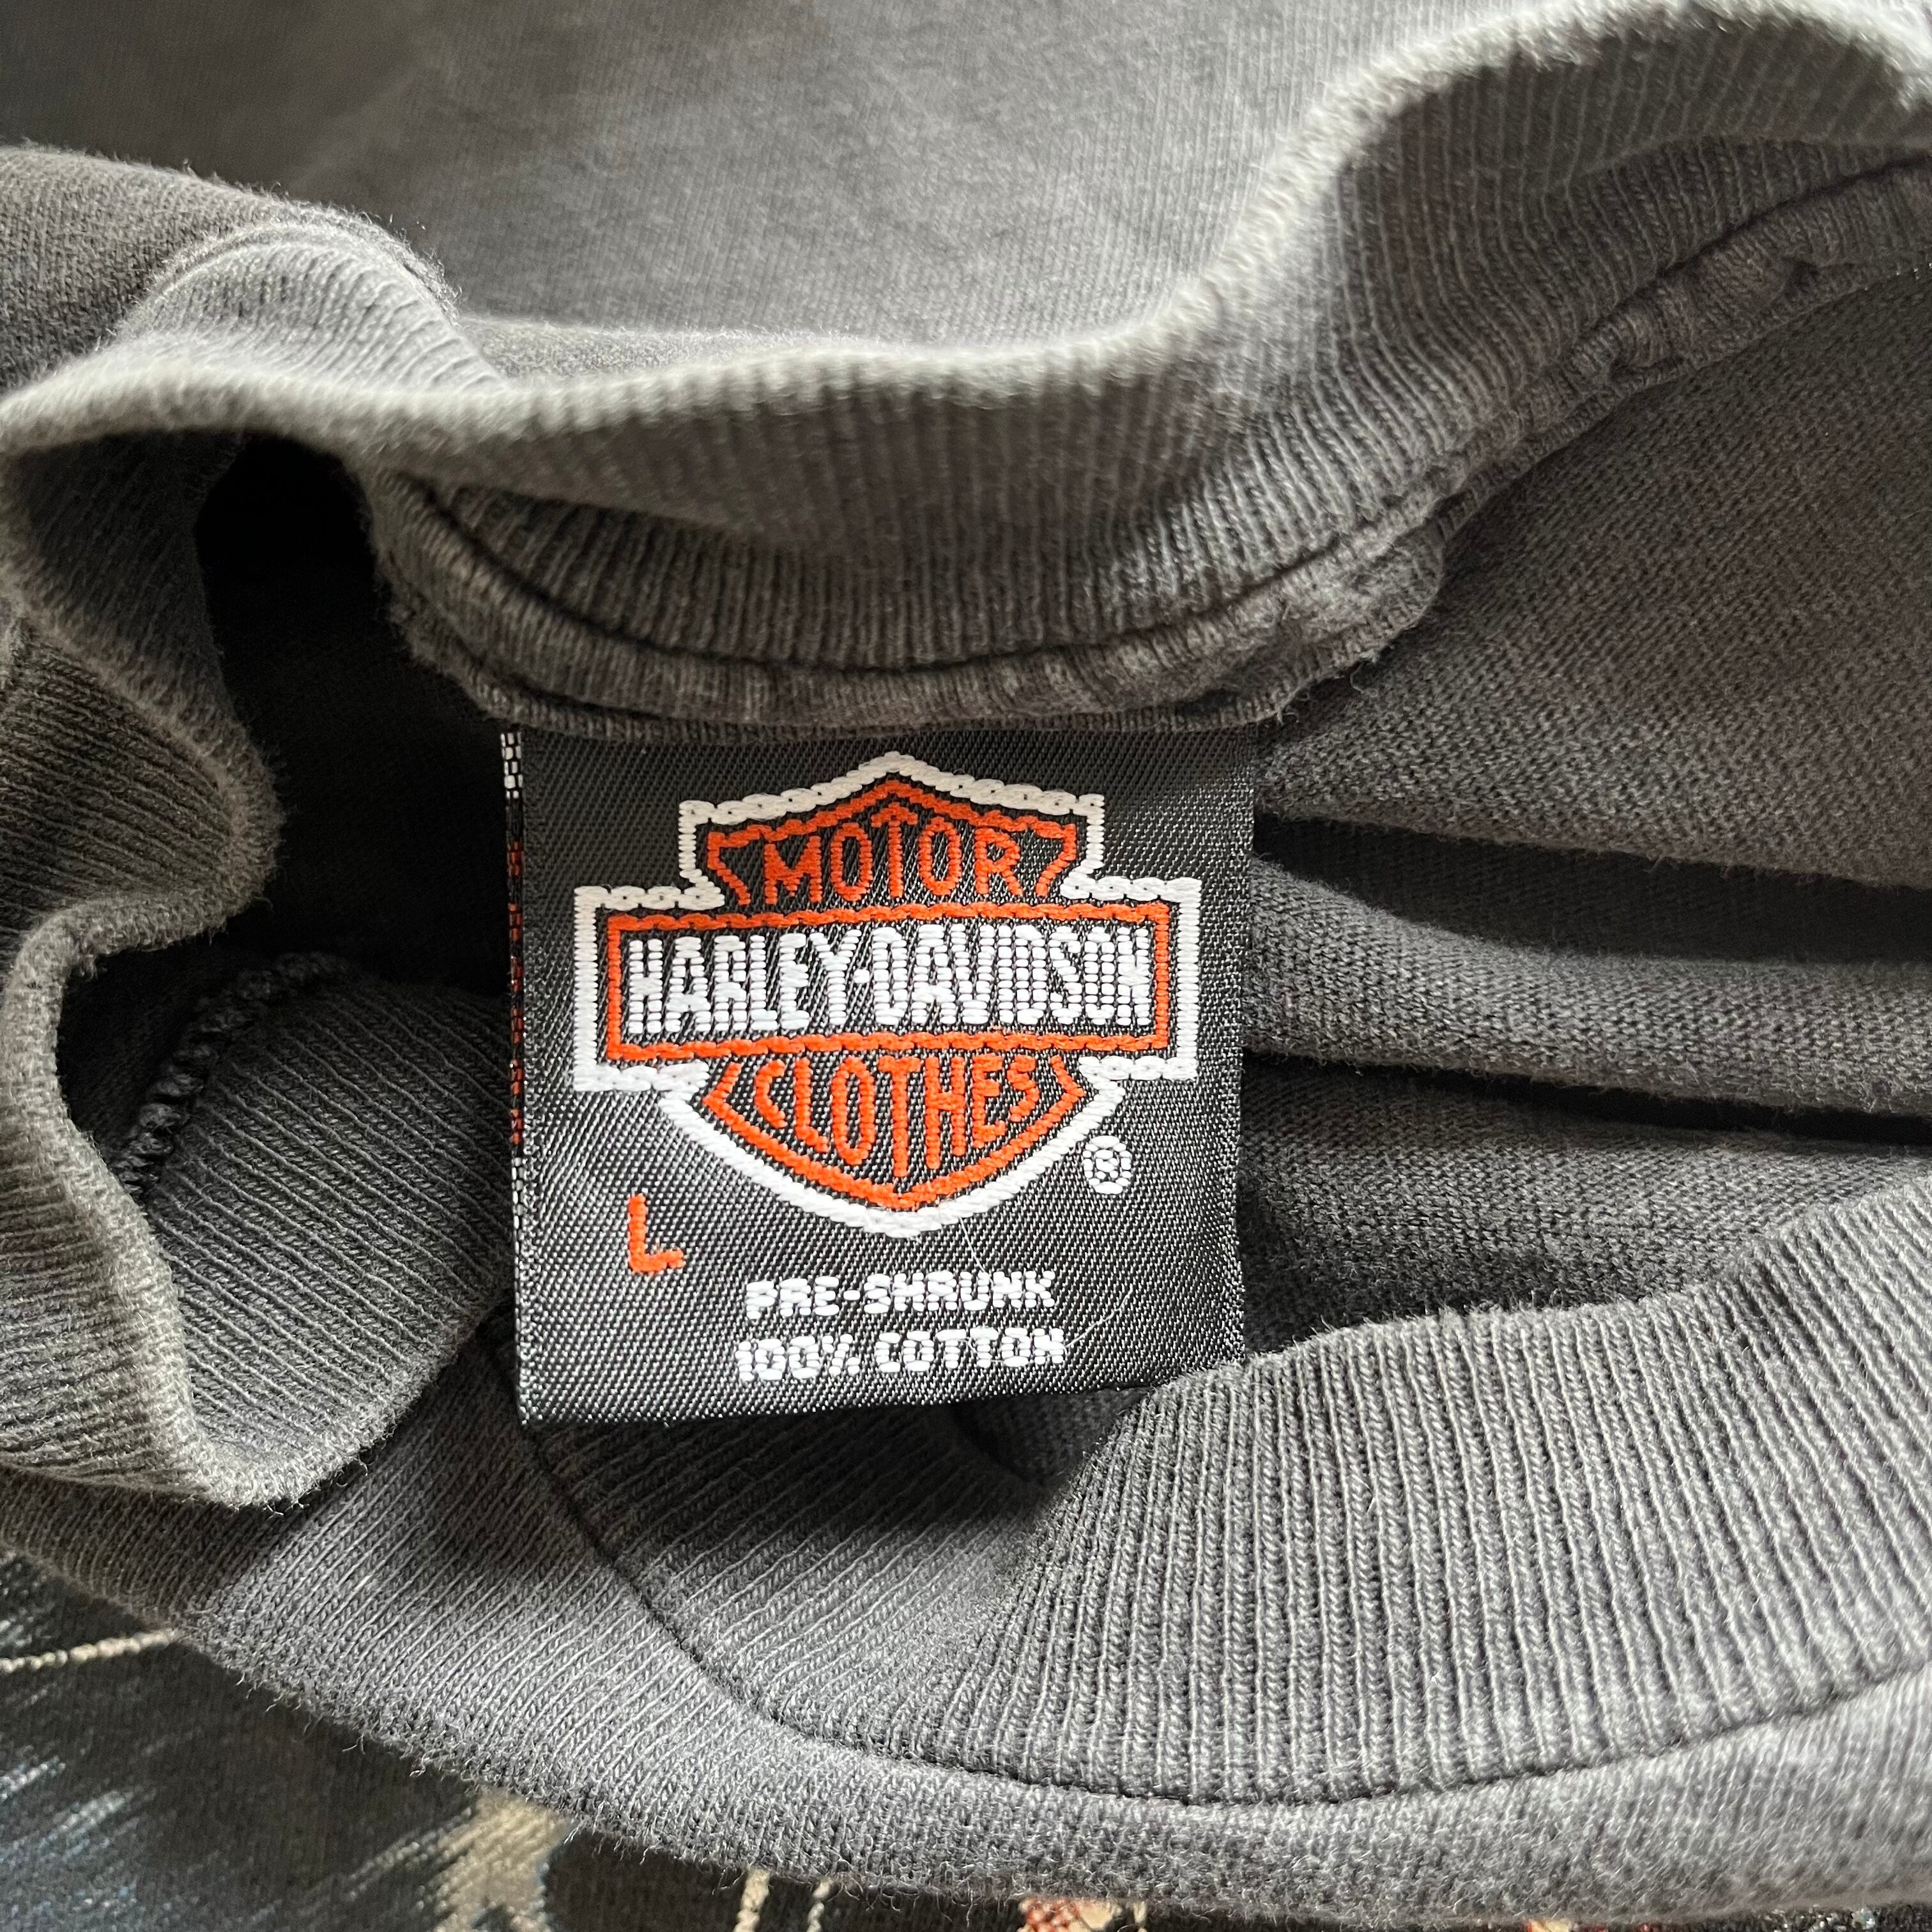 MOTOR
HARLEY-DAVIDSON
CLOTHES
®
L
PRE-SHRUNK
100% COTTON